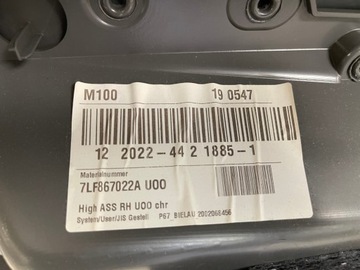 M100 19 0547
12 2022-44 2 1885-1
Materialnummer
7LF867022A UOO
High ASS RH UOO chr
System/User/JIS Gestell P67 BIELAU 2002068456